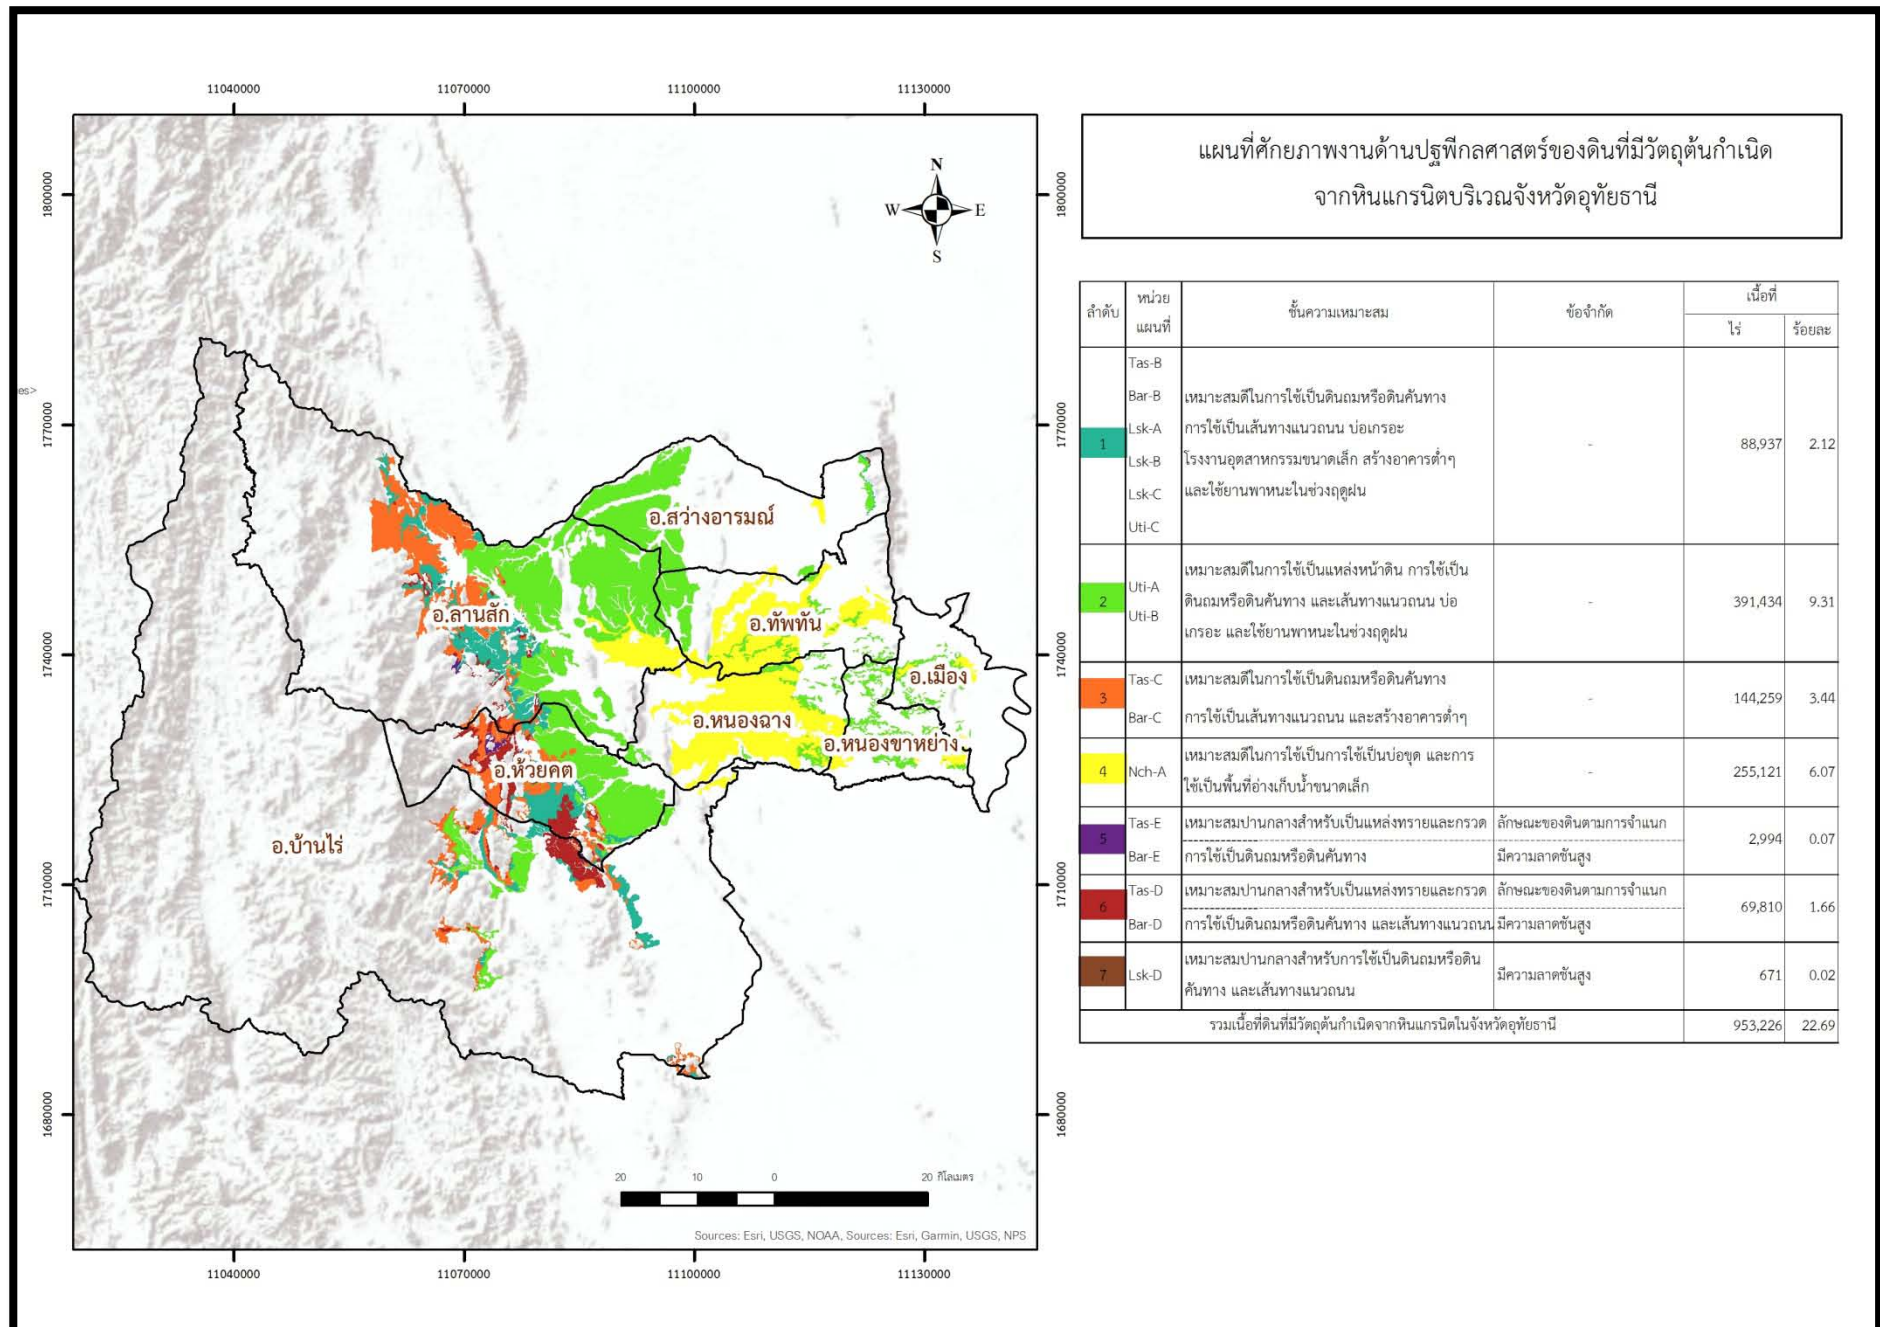 แผนที่ศักยภาพงานด้านปฐพีกลศาสตร์ของดินที่มีวัตถุต้นกำเนิด
จากหินแกรนิตบริเวณจังหวัดอุทัยธานี
11040000 11070000 11100000 11130000
1800000
1770000
1740000
1710000
1680000
1800000
1770000
1740000
1710000
1680000
es>
N
W E
S
อ.สว่างอารมณ์
อ.ลานสัก
อ.ทัพทัน
อ.เมือง
อ.หนองฉาง
อ.หนองขาหย่าง
อ.ห้วยคต
อ.บ้านไร่
20 10 0 20 กิโลเมตร
Sources: Esri, USGS, NOAA, Sources: Esri, Garmin, USGS, NPS
11040000 11070000 11100000 11130000
ลำดับ หน่วย แผนที่ ชั้นความเหมาะสม ข้อจำกัด เนื้อที่
ไร่ ร้อยละ
1
Tas-B
Bar-B
Lsk-A
Lsk-B
Lsk-C
Uti-C
เหมาะสมดีในการใช้เป็นดินถมหรือดินคันทาง
การใช้เป็นเส้นทางแนวถนน บ่อเกรอะ
โรงงานอุตสาหกรรมขนาดเล็ก สร้างอาคารต่ำๆ
และใช้ยานพาหนะในช่วงฤดูฝน
- 88,937 2.12
2
Uti-A
Uti-B
เหมาะสมดีในการใช้เป็นแหล่งหน้าดิน การใช้เป็น
ดินถมหรือดินคันทาง และเส้นทางแนวถนน บ่อ
เกรอะ และใช้ยานพาหนะในช่วงฤดูฝน
- 391,434 9.31
3
Tas-C
Bar-C
เหมาะสมดีในการใช้เป็นดินถมหรือดินคันทาง
การใช้เป็นเส้นทางแนวถนน และสร้างอาคารต่ำๆ
- 144,259 3.44
4
Nch-A
เหมาะสมดีในการใช้เป็นการใช้เป็นบ่อขุด และการ
ใช้เป็นพื้นที่อ่างเก็บน้ำขนาดเล็ก
- 255,121 6.07
5
Tas-E เหมาะสมปานกลางสำหรับเป็นแหล่งทรายและกรวด ลักษณะของดินตามการจำแนก
Bar-E การใช้เป็นดินถมหรือดินคันทาง มีความลาดชันสูง
2,994 0.07
6
Tas-D เหมาะสมปานกลางสำหรับเป็นแหล่งทรายและกรวด ลักษณะของดินตามการจำแนก
Bar-D การใช้เป็นดินถมหรือดินคันทาง และเส้นทางแนวถนน มีความลาดชันสูง
69,810 1.66
7
Lsk-D
เหมาะสมปานกลางสำหรับการใช้เป็นดินถมหรือดิน
คันทาง และเส้นทางแนวถนน
มีความลาดชันสูง 671 0.02
รวมเนื้อที่ดินที่มีวัตถุต้นกำเนิดจากหินแกรนิตในจังหวัดอุทัยธานี 953,226 22.69